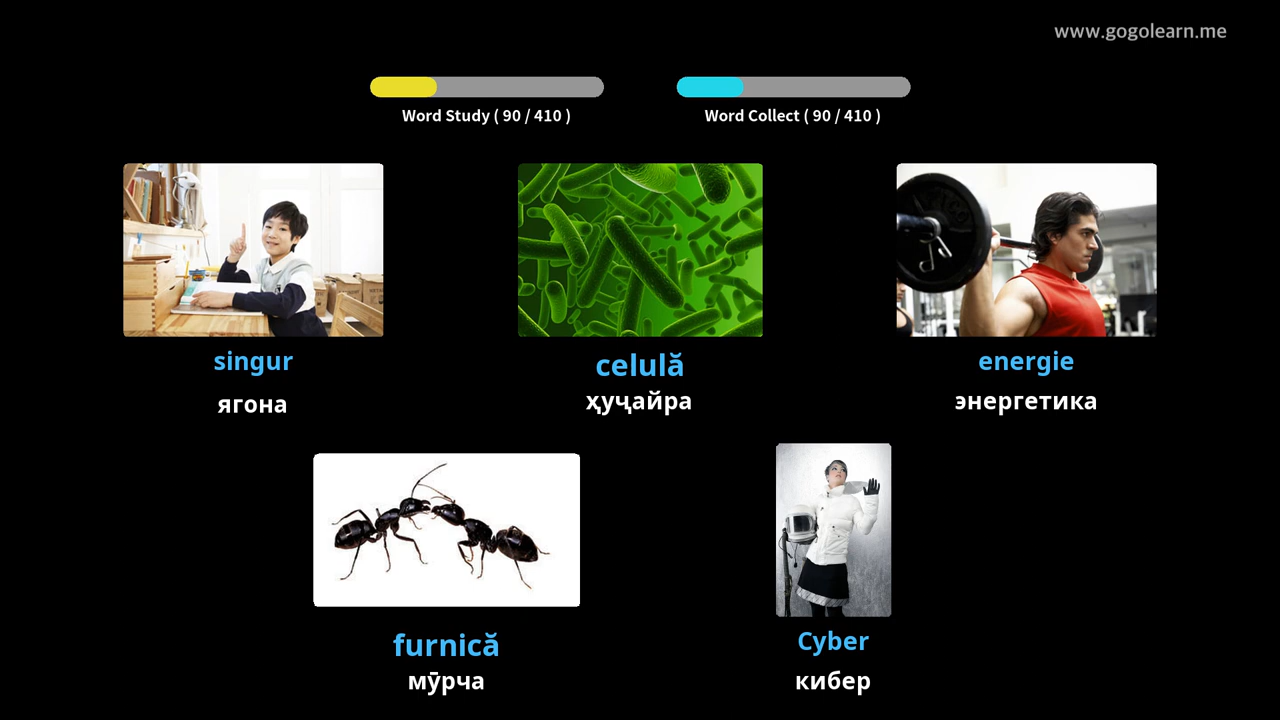 www.gogolearn.me
Word Study ( 90 / 410 )
Word Collect ( 90 / 410 )
singur
celulă
energie
ягона
ҳуҷайра
энергетика
furnică
Cyber
мӯрча
кибер